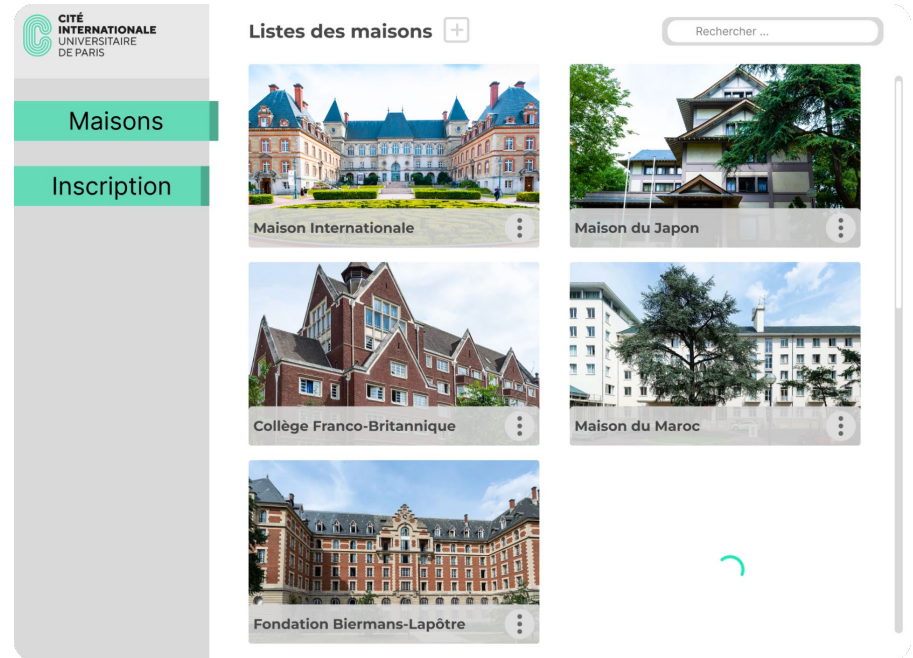 CITÉ
INTERNATIONALE
UNIVERSITAIRE
DE PARIS
Maisons
Inscription
Listes des maisons
Rechercher ...
Maison Internationale
Maison du Japon
Collège Franco-Britannique
Maison du Maroc
Fondation Biermans-Lapôtre